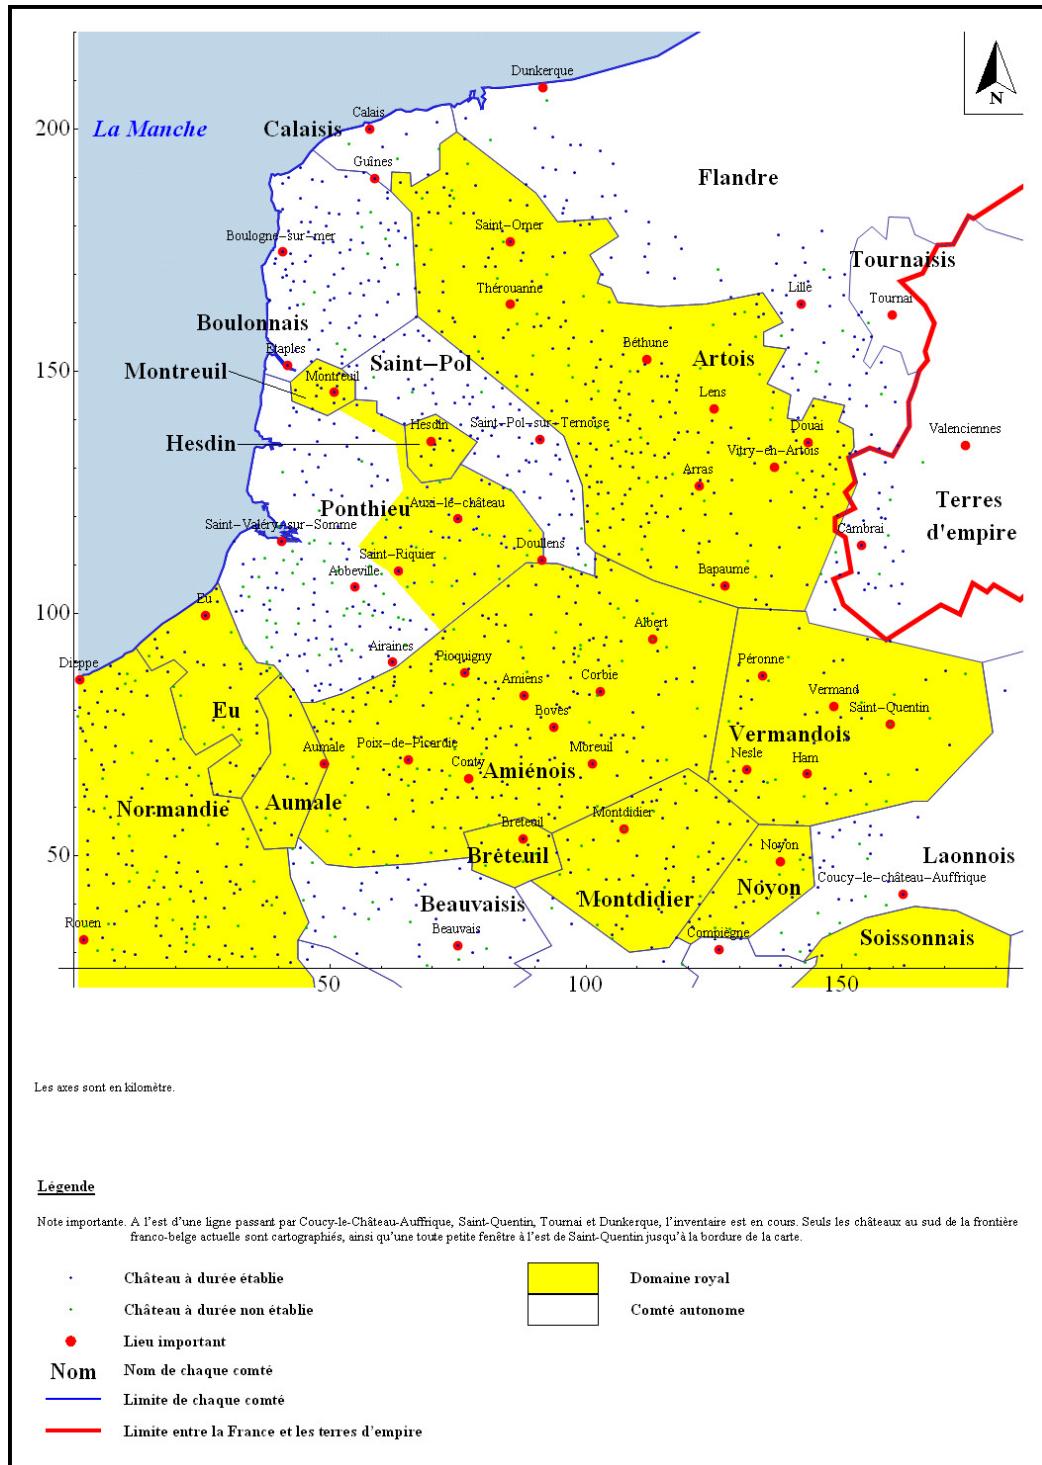 Dunkerque
N
Calais
200
La Manche
Calaisis
Guînes
Flandre
Saint-Omer
Boulogne-sur-mer
Tournaisis
Thérouanne
Lille
Tournai
Boulonnais
Etaples
Béthune
Artois
150
Saint-Pol
Montreuil
Montreuil
Lens
Hesdin
Saint-Pol-sur-Ternoise
Douai
Valenciennes
Hesdin
Vitry-en-Artois
Arras
Terres
d'empire
Ponthieu
Auxi-le-château
Saint-Valéry-sur-Somme
Cambrai
Doullens
Saint-Riquier
Abbeville
Bapaume
100
Eu
Albert
Airaines
Dieppe
Pioquigny
Péronne
Amiens
Corbie
Vermand
Saint-Quentin
Eu
Boves
Vermandois
Aumale
Poix-de-Picardie
Moreuil
Nesle
Ham
Conty
Amiénois
Normandie
Aumale
Montdidier
Breteuil
50
Bréteuil
Noyon
Laonnois
Coucy-le-château-Auffrique
Noyon
Montdidier
Beauvaisis
Rouen
Beauvais
Compiègne
Soissonnais
50
100
150
Les axes sont en kilomètre.
Légende
Note importante. A l'est d'une ligne passant par Coucy-le-Château-Auffrique, Saint-Quentin, Tournai et Dunkerque, l'inventaire est en cours. Seuls les châteaux au sud de la frontière
franco-belge actuelle sont cartographiés, ainsi qu'une toute petite fenêtre à l'est de Saint-Quentin jusqu'à la bordure de la carte.
Château à durée établie
Domaine royal
Château à durée non établie
Comté autonome
Lieu important
Nom
Nom de chaque comté
Limite de chaque comté
Limite entre la France et les terres d'empire